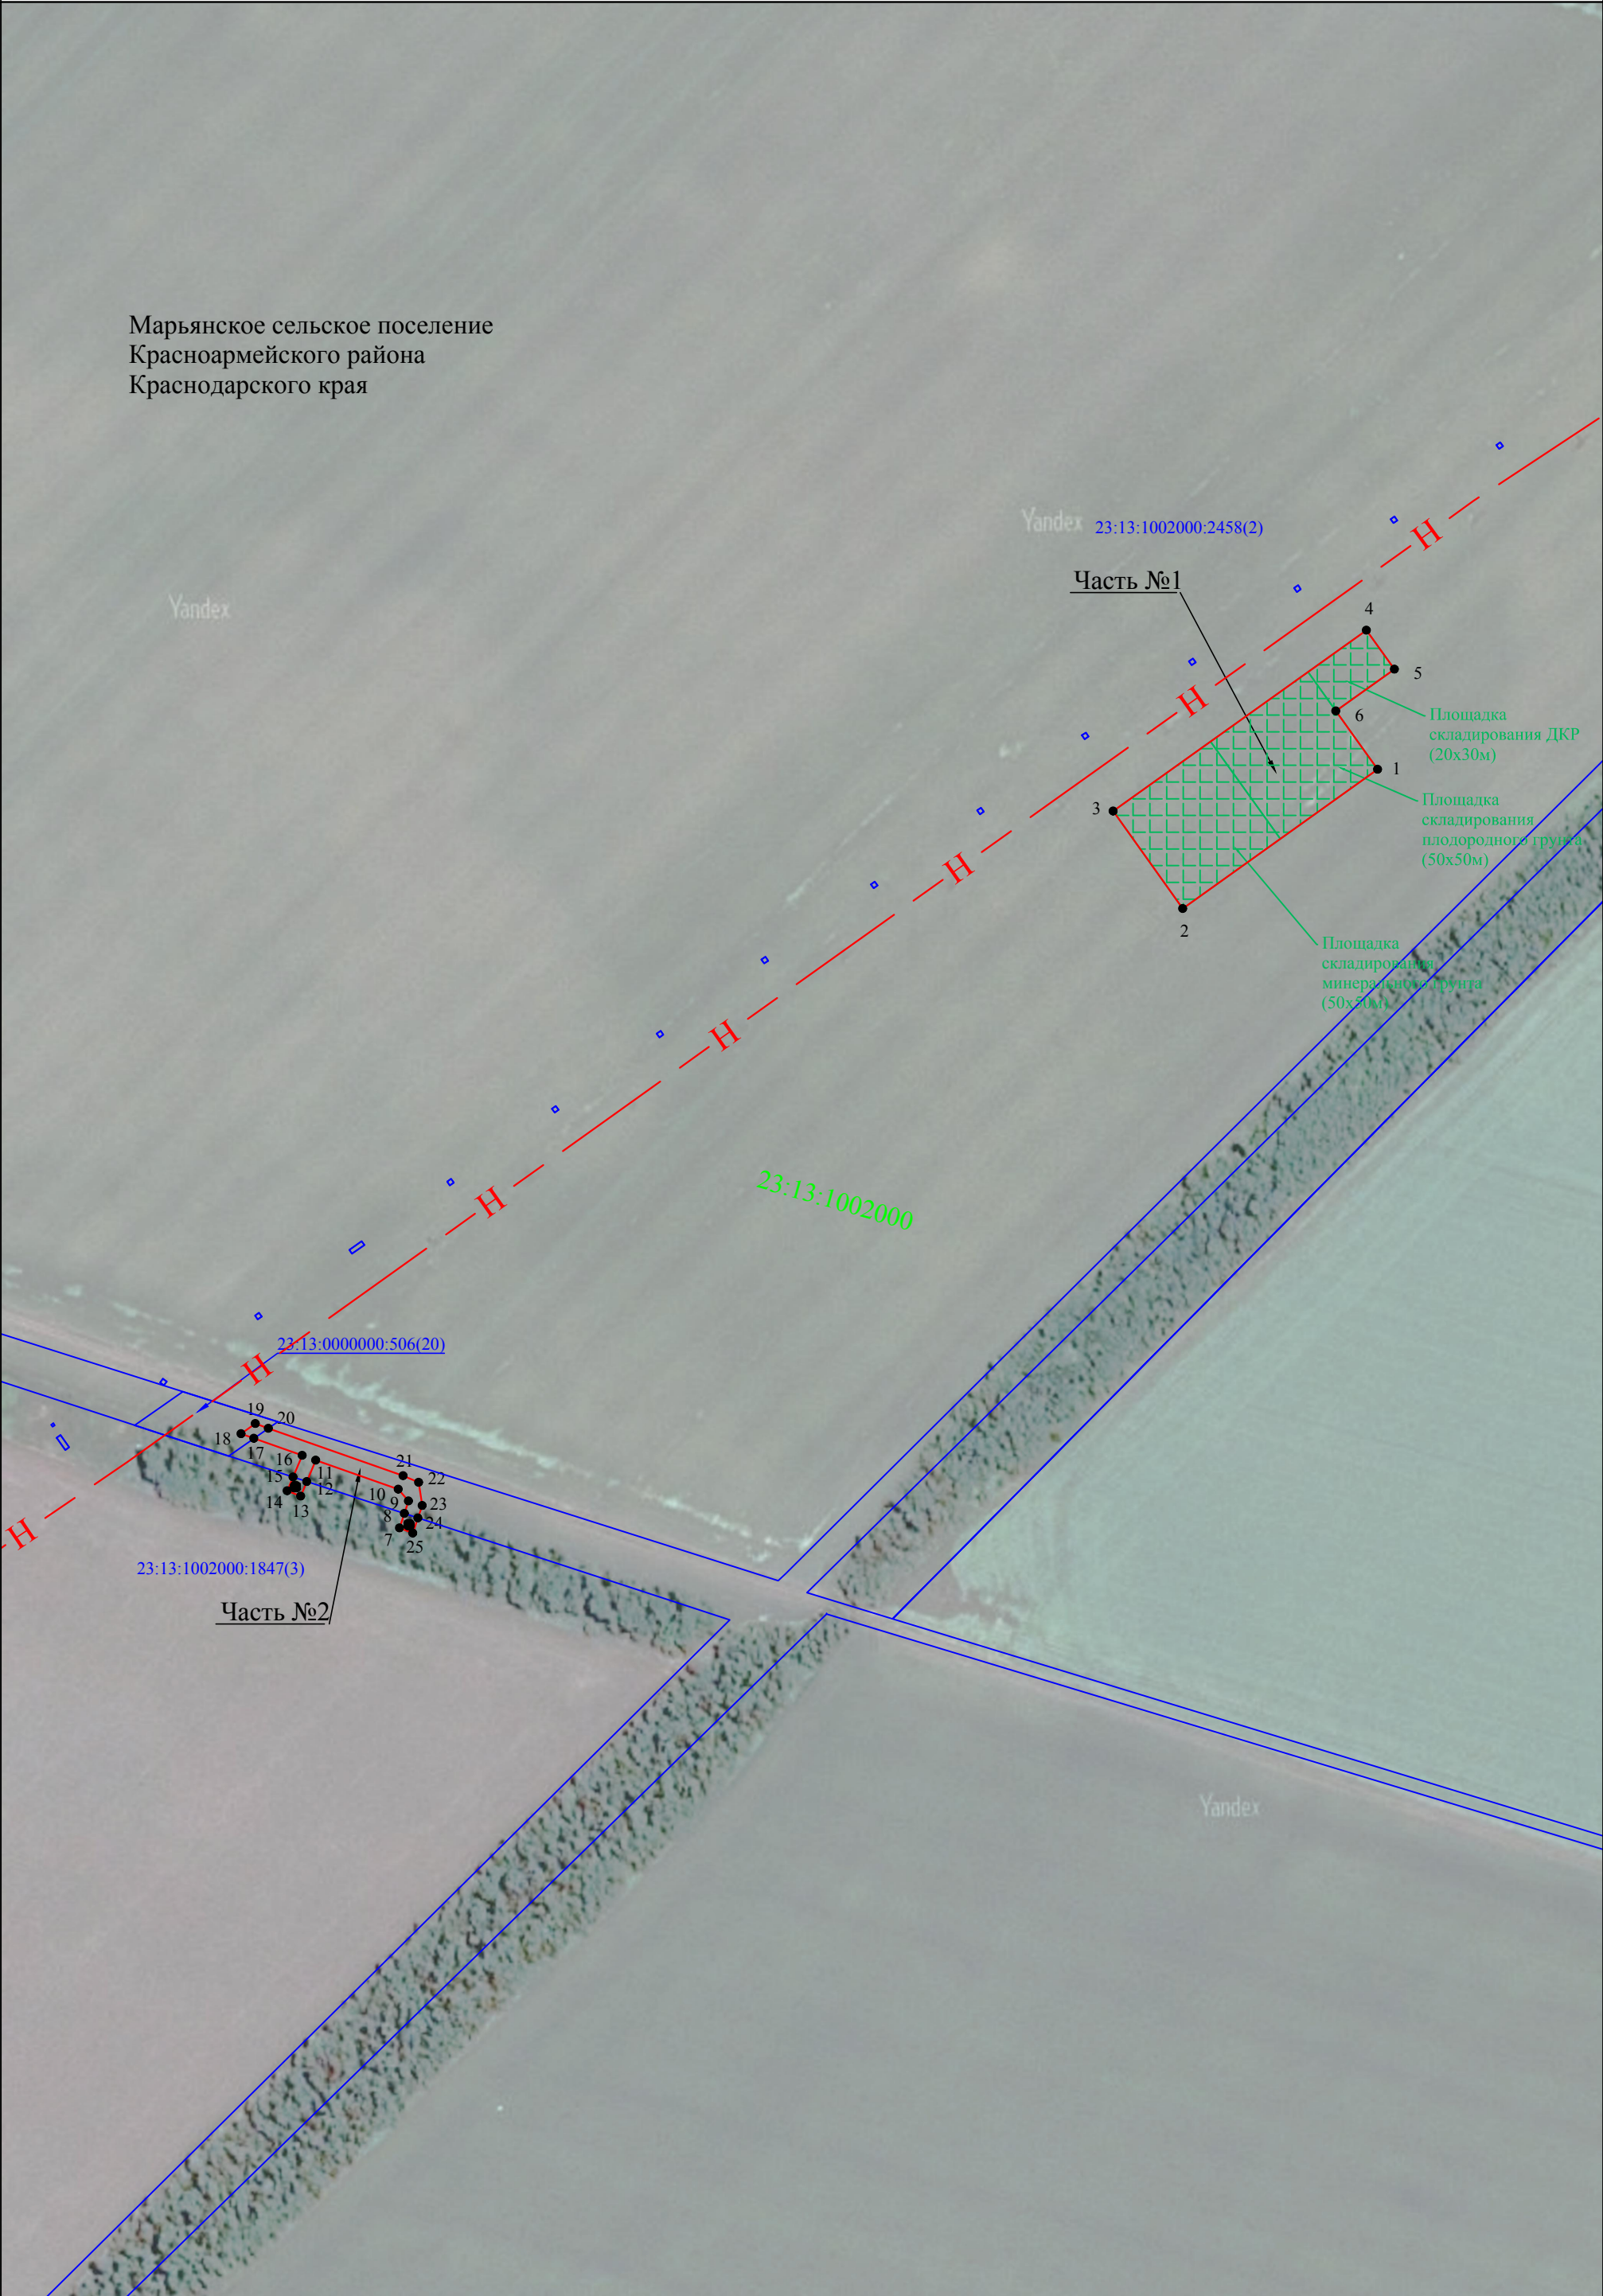 Марьянское сельское поселение
Красноармейского района
Краснодарского края
Yandex
23:13:1002000:2458(2)
Часть №1
Yandex
4
5
6
1
3
2
Площадка
складирования ДКР
(20х30м)
Площадка
складирования
плодородного грунта
(50х50м)
Площадка
складирования
минерального грунта
(50х50м)
Н
Н
Н
Н
Н
Н
Н
23:13:1002000
23:13:0000000:506(20)
19
20
18
17
16
11
15
12
14
13
21
22
10
9
23
8
24
7
25
23:13:1002000:1847(3)
Часть №2
Yandex